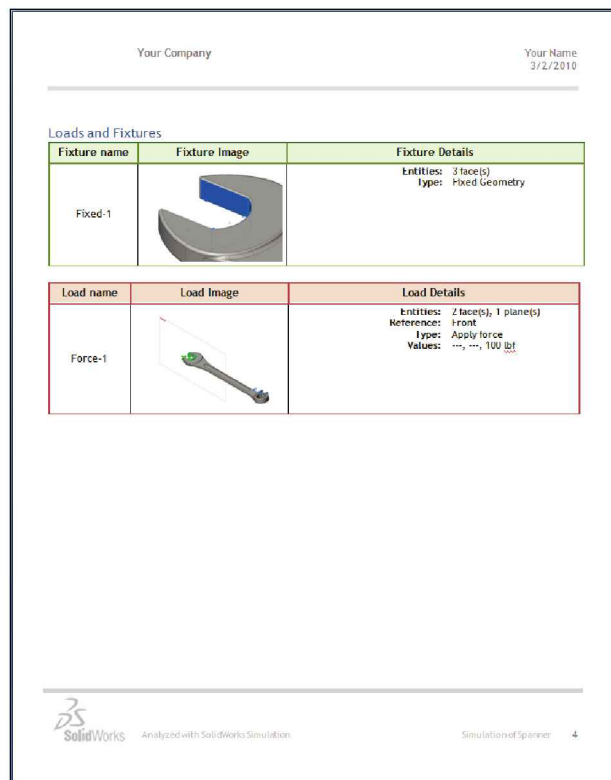 Your Company
Your Name
3/2/2010
Loads and Fixtures
Fixture name Fixture Image Fixture Details
Fixed-1
Entities: 3 face(s)
Type: Fixed Geometry
Load name Load Image Load Details
Force-1
Entities: 2 face(s), 1 plane(s)
Reference: Front
Type: Apply force
Values: ---, ---, 100 lbf
SolidWorks Analyzed with SolidWorks Simulation Simulation of Spanner 4